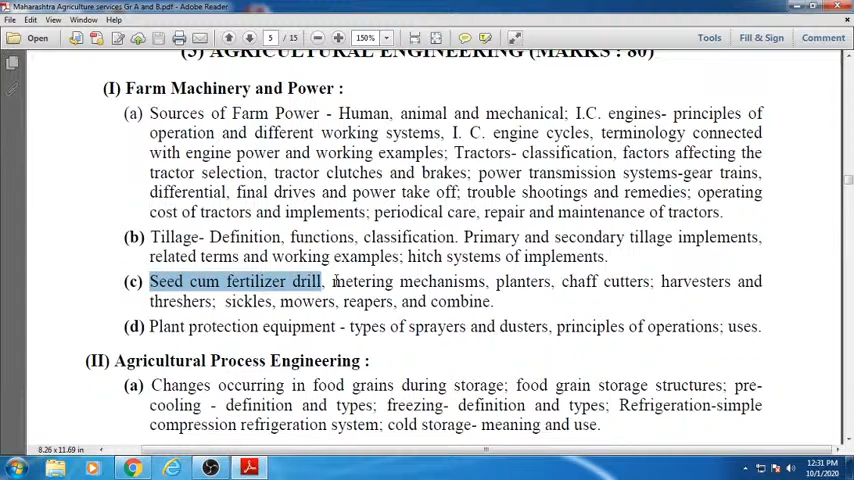 Maharashtra Agriculture services Gr A and B.pdf - Adobe Reader
File Edit View Window Help
Open 5 / 15 150% Tools Fill & Sign Comment
(3) AGRICULTURAL ENGINEERING (MARKS : 80)
(I) Farm Machinery and Power :
(a) Sources of Farm Power - Human, animal and mechanical; I.C. engines- principles of
operation and different working systems, I. C. engine cycles, terminology connected
with engine power and working examples; Tractors- classification, factors affecting the
tractor selection, tractor clutches and brakes; power transmission systems-gear trains,
differential, final drives and power take off; trouble shootings and remedies; operating
cost of tractors and implements; periodical care, repair and maintenance of tractors.
(b) Tillage- Definition, functions, classification. Primary and secondary tillage implements,
related terms and working examples; hitch systems of implements.
(c) Seed cum fertilizer drill, metering mechanisms, planters, chaff cutters; harvesters and
threshers; sickles, mowers, reapers, and combine.
(d) Plant protection equipment - types of sprayers and dusters, principles of operations; uses.
(II) Agricultural Process Engineering :
(a) Changes occurring in food grains during storage; food grain storage structures; pre-
cooling - definition and types; freezing- definition and types; Refrigeration-simple
compression refrigeration system; cold storage- meaning and use.
8.26 x 11.69 in
12:31 PM
10/1/2020